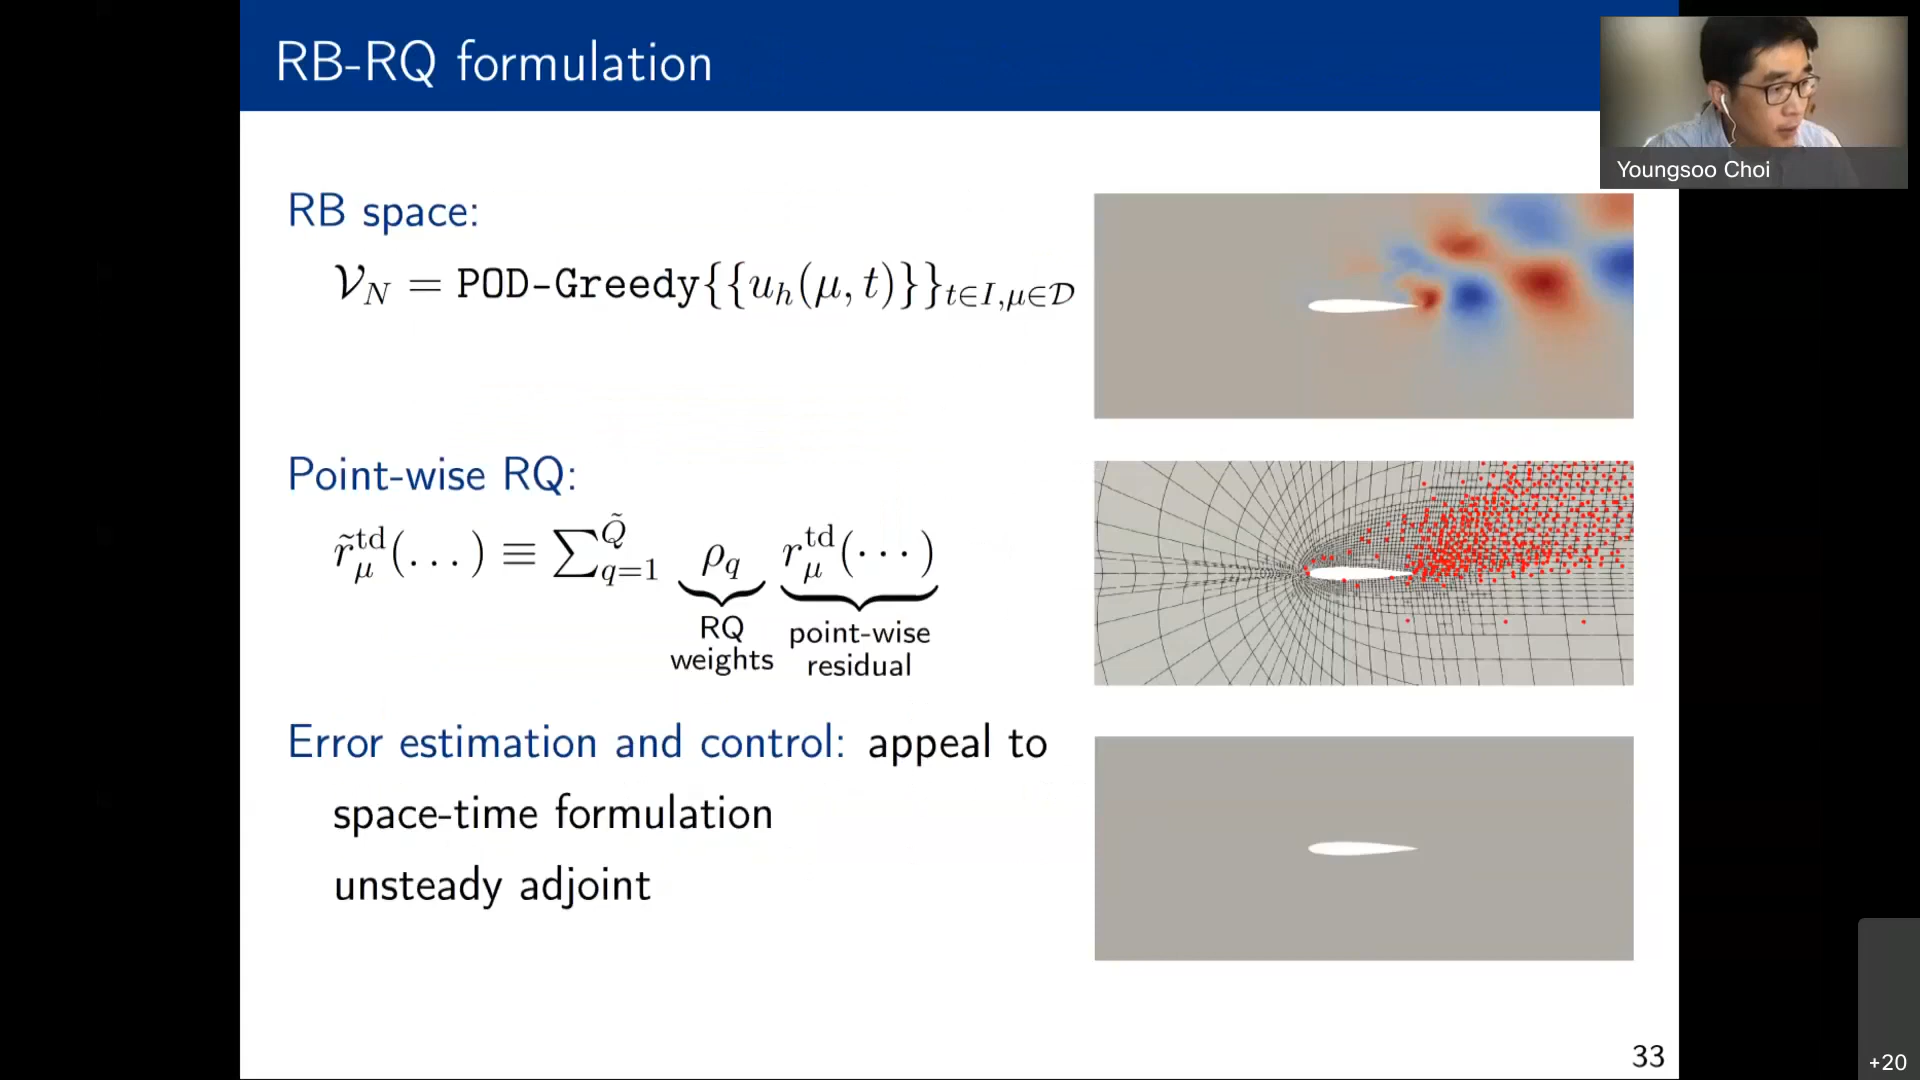 RB-RQ formulation
Youngsoo Choi
RB space:
𝒱_N = POD-Greedy{{u_h(μ, t)}}_{t∈I,μ∈𝒟}
Point-wise RQ:
r̃_μ^td(...) ≡ ∑_{q=1}^{Q̃} ρ_q r_μ^td(···)
RQ weights
point-wise residual
Error estimation and control: appeal to
space-time formulation
unsteady adjoint
33
+20